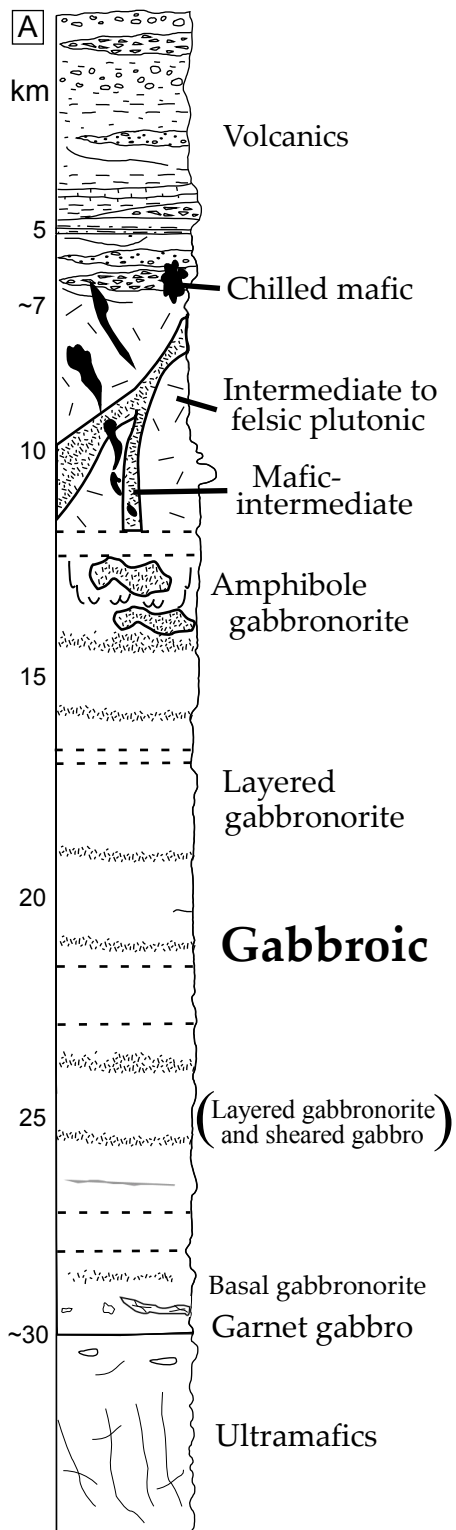 A
km
Volcanics
5
Chilled mafic
~7
Intermediate to
felsic plutonic
10
Mafic-
intermediate
Amphibole
gabbronorite
15
Layered
gabbronorite
20
Gabbroic
25
(Layered gabbronorite
and sheared gabbro)
Basal gabbronorite
Garnet gabbro
~30
Ultramafics